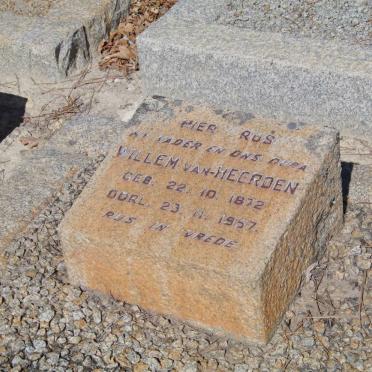 HIER RUS
VADER EN ONS OUPA
WILLEM VAN HEERDEN
GEB. 22. 10. 1872
OORL. 23. 11. 1957.
RUS IN VREDE